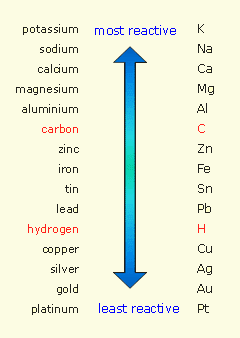 potassium most reactive K
sodium Na
calcium Ca
magnesium Mg
aluminium Al
carbon C
zinc Zn
iron Fe
tin Sn
lead Pb
hydrogen H
copper Cu
silver Ag
gold Au
platinum least reactive Pt